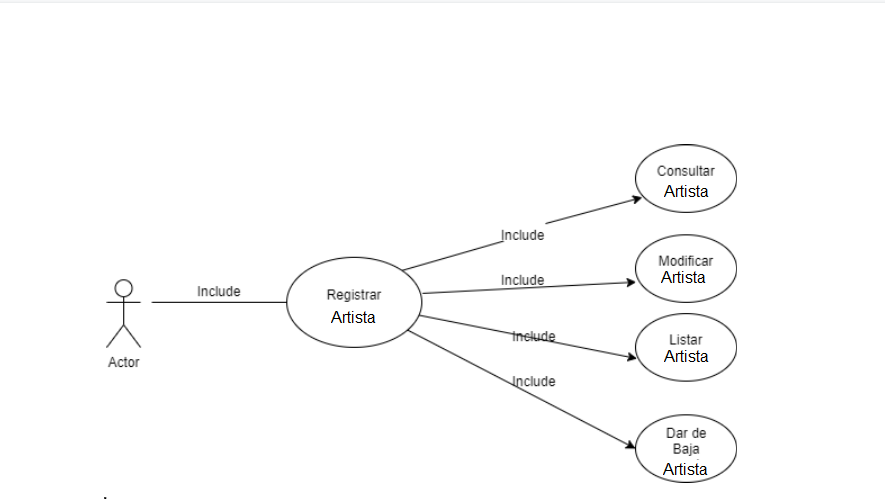 Consultar
Artista
Include
Modificar
Artista
Include
Include
Registrar
Artista
Include
Listar
Artista
Actor
Include
Dar de
Baja
Artista